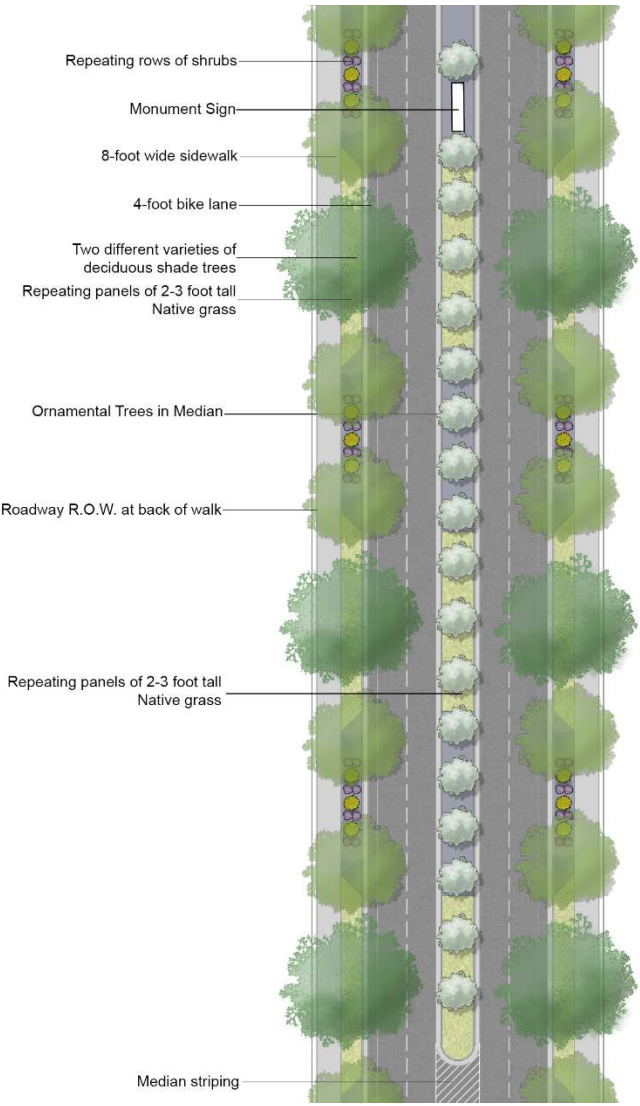 Repeating rows of shrubs
Monument Sign
8-foot wide sidewalk
4-foot bike lane
Two different varieties of
deciduous shade trees
Repeating panels of 2-3 foot tall
Native grass
Ornamental Trees in Median
Roadway R.O.W. at back of walk
Repeating panels of 2-3 foot tall
Native grass
Median striping